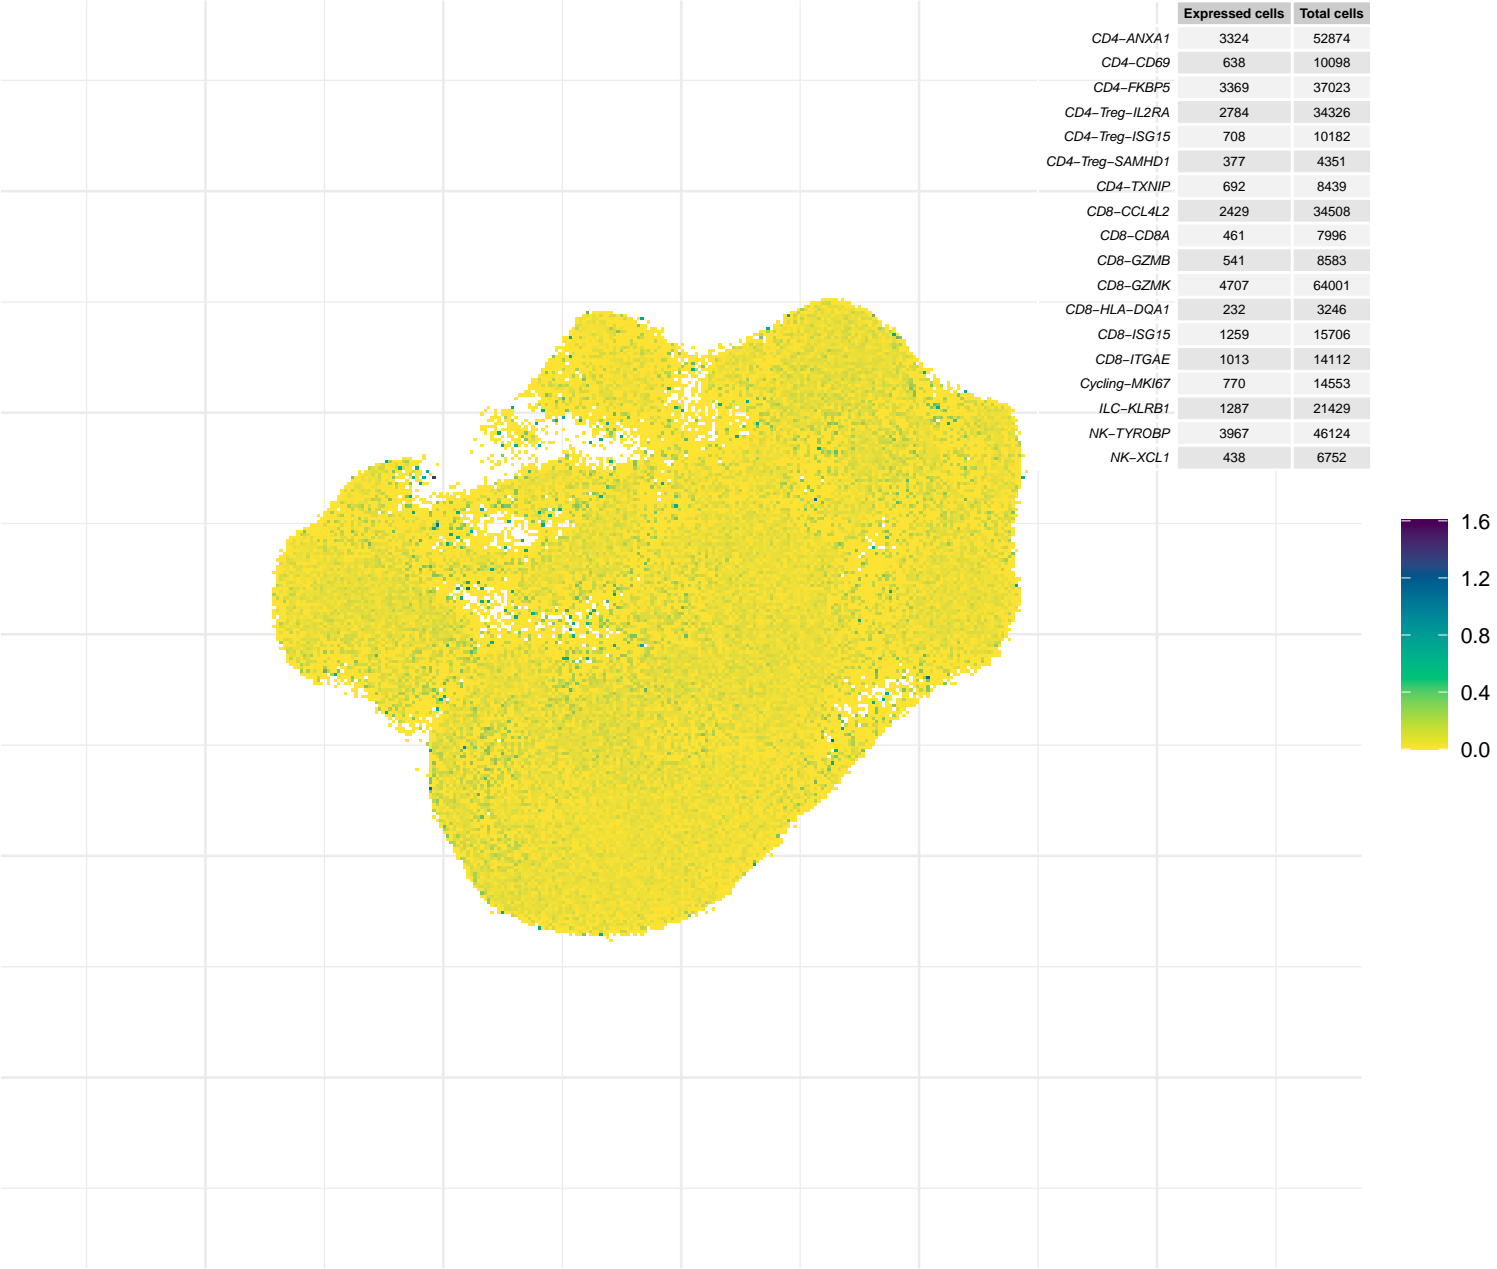 Expressed cells Total cells
CD4−ANXA1 3324 52874
CD4−CD69 638 10098
CD4−FKBP5 3369 37023
CD4−Treg−IL2RA 2784 34326
CD4−Treg−ISG15 708 10182
CD4−Treg−SAMHD1 377 4351
CD4−TXNIP 692 8439
CD8−CCL4L2 2429 34508
CD8−CD8A 461 7996
CD8−GZMB 541 8583
CD8−GZMK 4707 64001
CD8−HLA−DQA1 232 3246
CD8−ISG15 1259 15706
CD8−ITGAE 1013 14112
Cycling−MKI67 770 14553
ILC−KLRB1 1287 21429
NK−TYROBP 3967 46124
NK−XCL1 438 6752
1.6
1.2
0.8
0.4
0.0